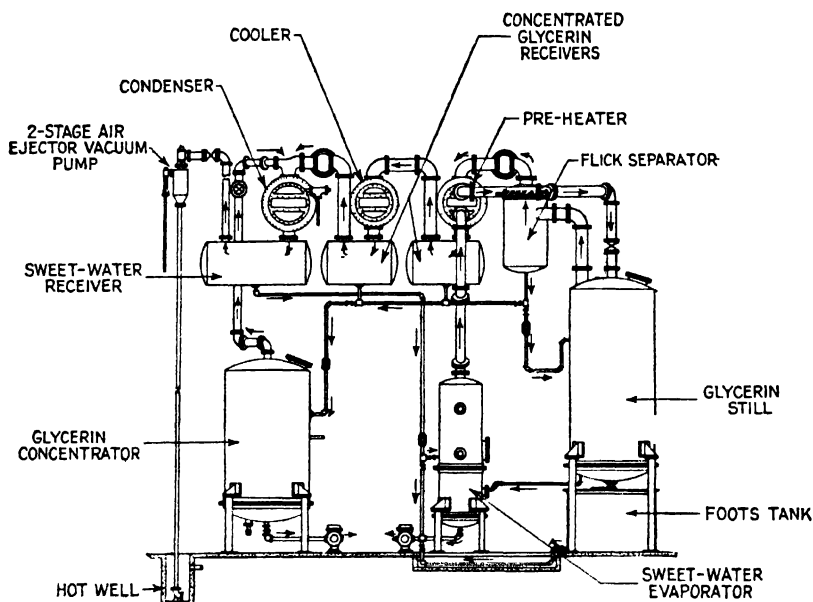 CONCENTRATED
GLYCERIN
RECEIVERS
COOLER
CONDENSER
PRE-HEATER
2-STAGE AIR
EJECTOR VACUUM
PUMP
FLICK SEPARATOR
SWEET-WATER
RECEIVER
GLYCERIN
STILL
GLYCERIN
CONCENTRATOR
FOOTS TANK
HOT WELL
SWEET-WATER
EVAPORATOR